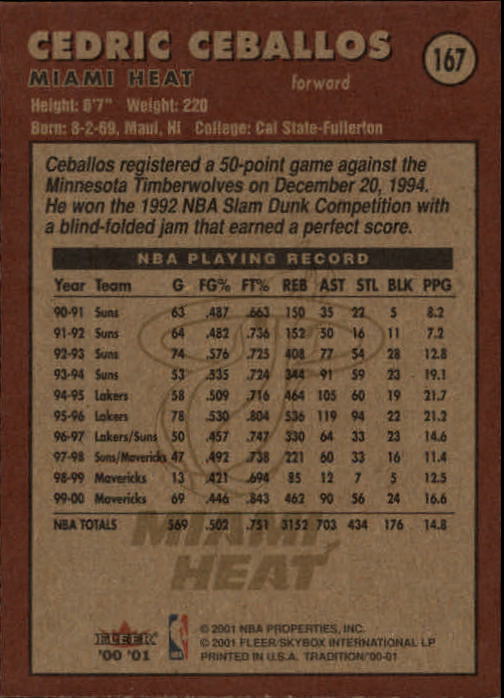 CEDRIC CEBALLOS
167
MIAMI HEAT
forward
Height: 6'7" Weight: 220
Born: 8-2-69, Maui, HI College: Cal State-Fullerton
Ceballos registered a 50-point game against the
Minnesota Timberwolves on December 20, 1994.
He won the 1992 NBA Slam Dunk Competition with
a blind-folded jam that earned a perfect score.
NBA PLAYING RECORD
Year Team G FG% FT% REB AST STL BLK PPG
90-91 Suns 63 .487 .663 150 35 22 5 8.2
91-92 Suns 64 .482 .736 152 50 16 11 7.2
92-93 Suns 74 .576 .725 408 77 54 28 12.8
93-94 Suns 53 .535 .724 344 91 59 23 19.1
94-95 Lakers 58 .509 .716 464 105 60 19 21.7
95-96 Lakers 78 .530 .804 536 119 94 22 21.2
96-97 Lakers/Suns 50 .457 .747 330 64 33 23 14.6
97-98 Suns/Mavericks 47 .492 .738 221 60 33 16 11.4
98-99 Mavericks 13 .421 .694 85 12 7 5 12.5
99-00 Mavericks 69 .446 .843 462 90 56 24 16.6
NBA TOTALS 569 .502 .751 3152 703 434 176 14.8
MIAMI
HEAT
FLEER
'00 '01
© 2001 NBA PROPERTIES, INC.
© 2001 FLEER/SKYBOX INTERNATIONAL LP
PRINTED IN U.S.A. TRADITION/'00-01